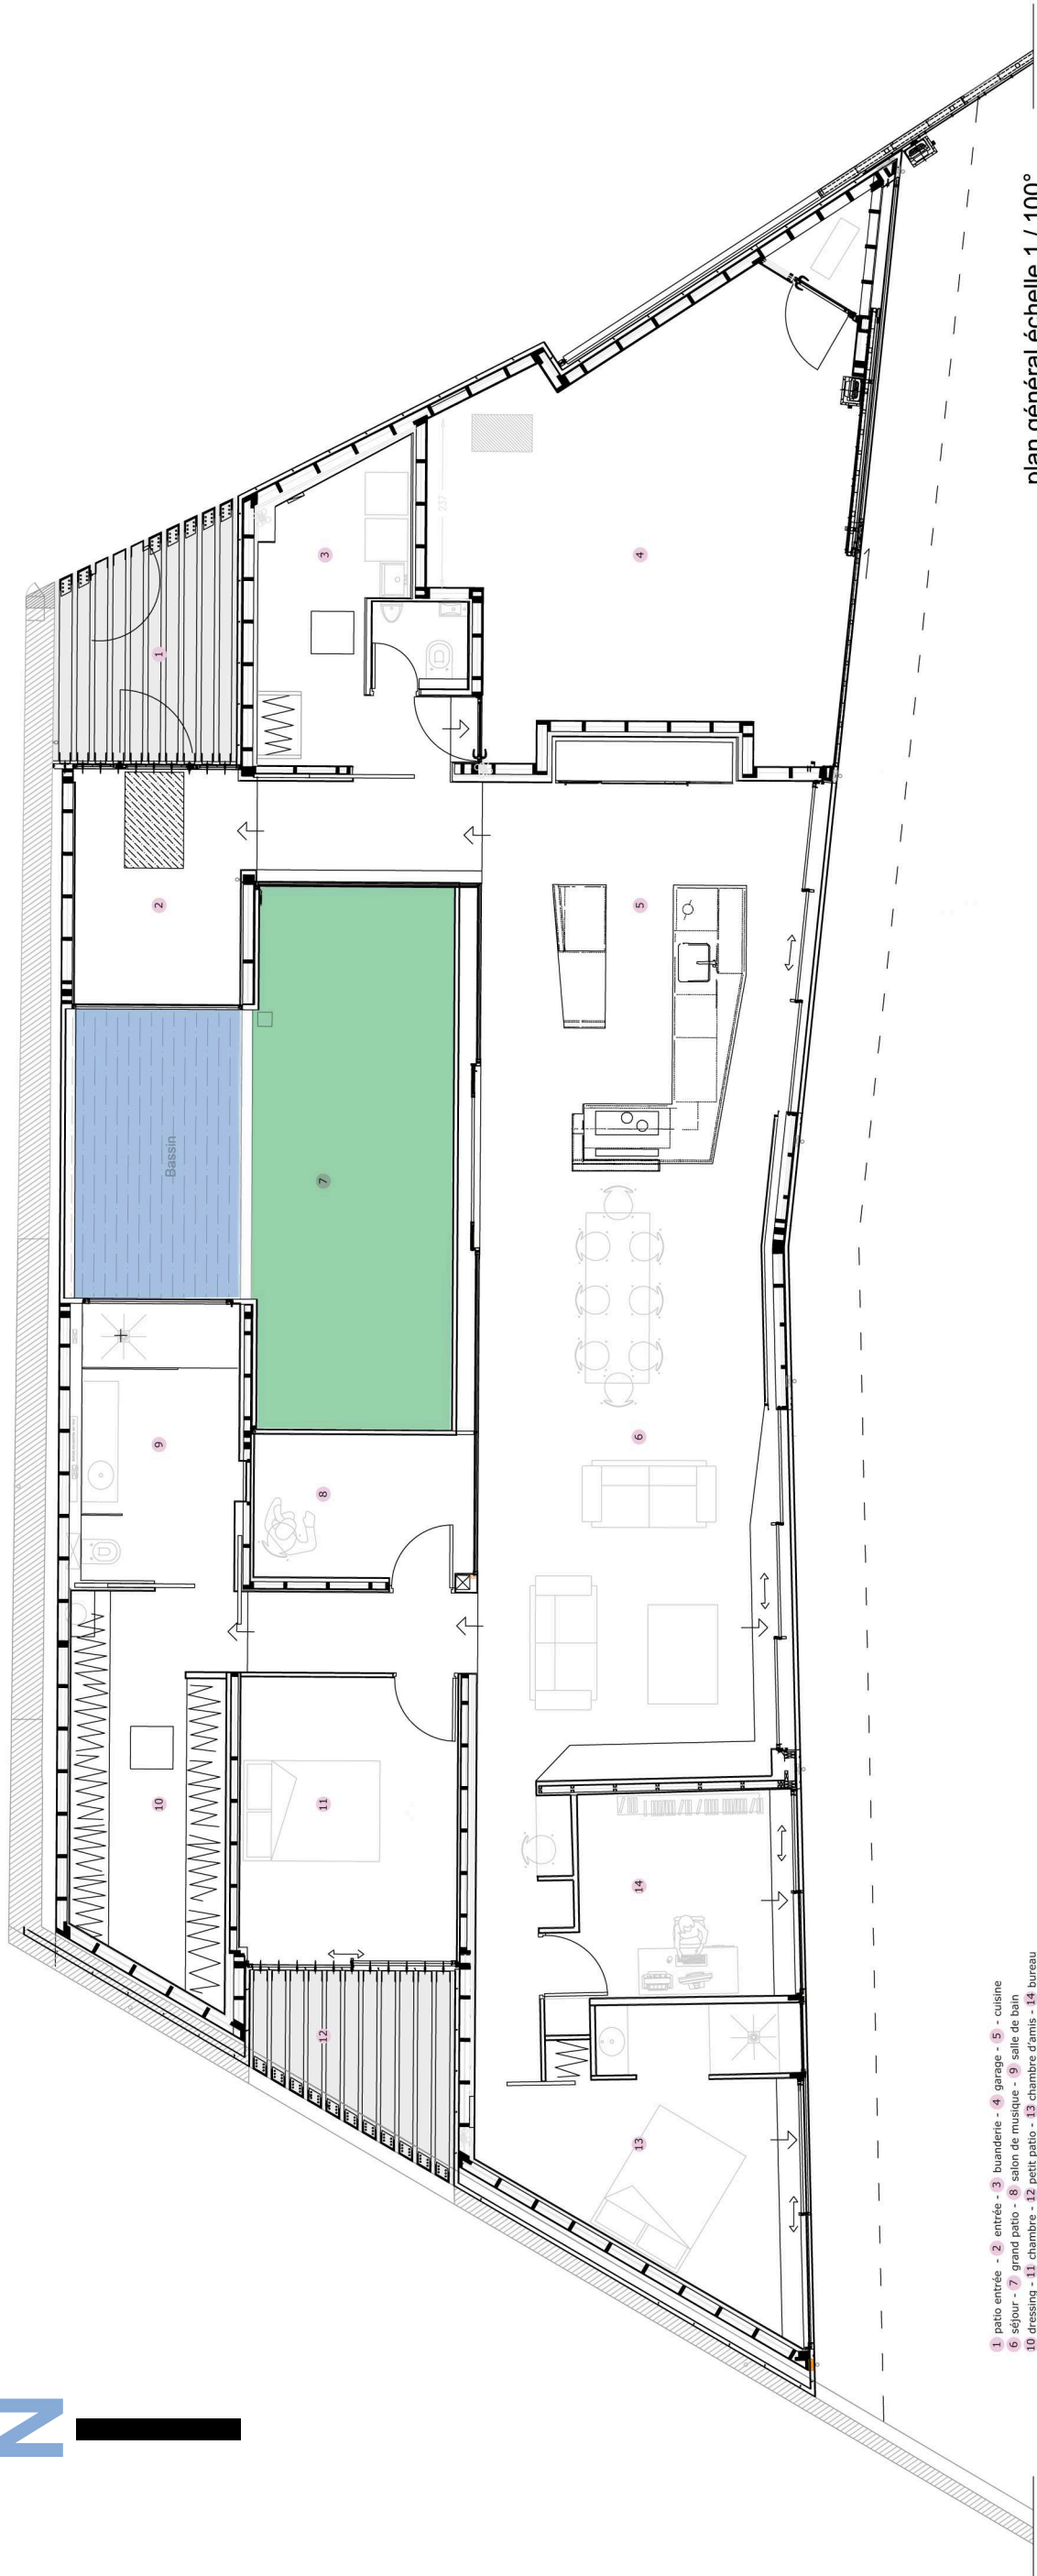 N
plan général échelle 1 / 100°
1 patio entrée - 2 entrée - 3 buanderie - 4 garage - 5 - cuisine
6 séjour - 7 grand patio - 8 salon de musique - 9 salle de bain
10 dressing - 11 chambre - 12 petit patio - 13 chambre d'amis - 14 bureau
1
2
3
4
5
6
7
8
9
10
11
12
13
14
Bassin
237